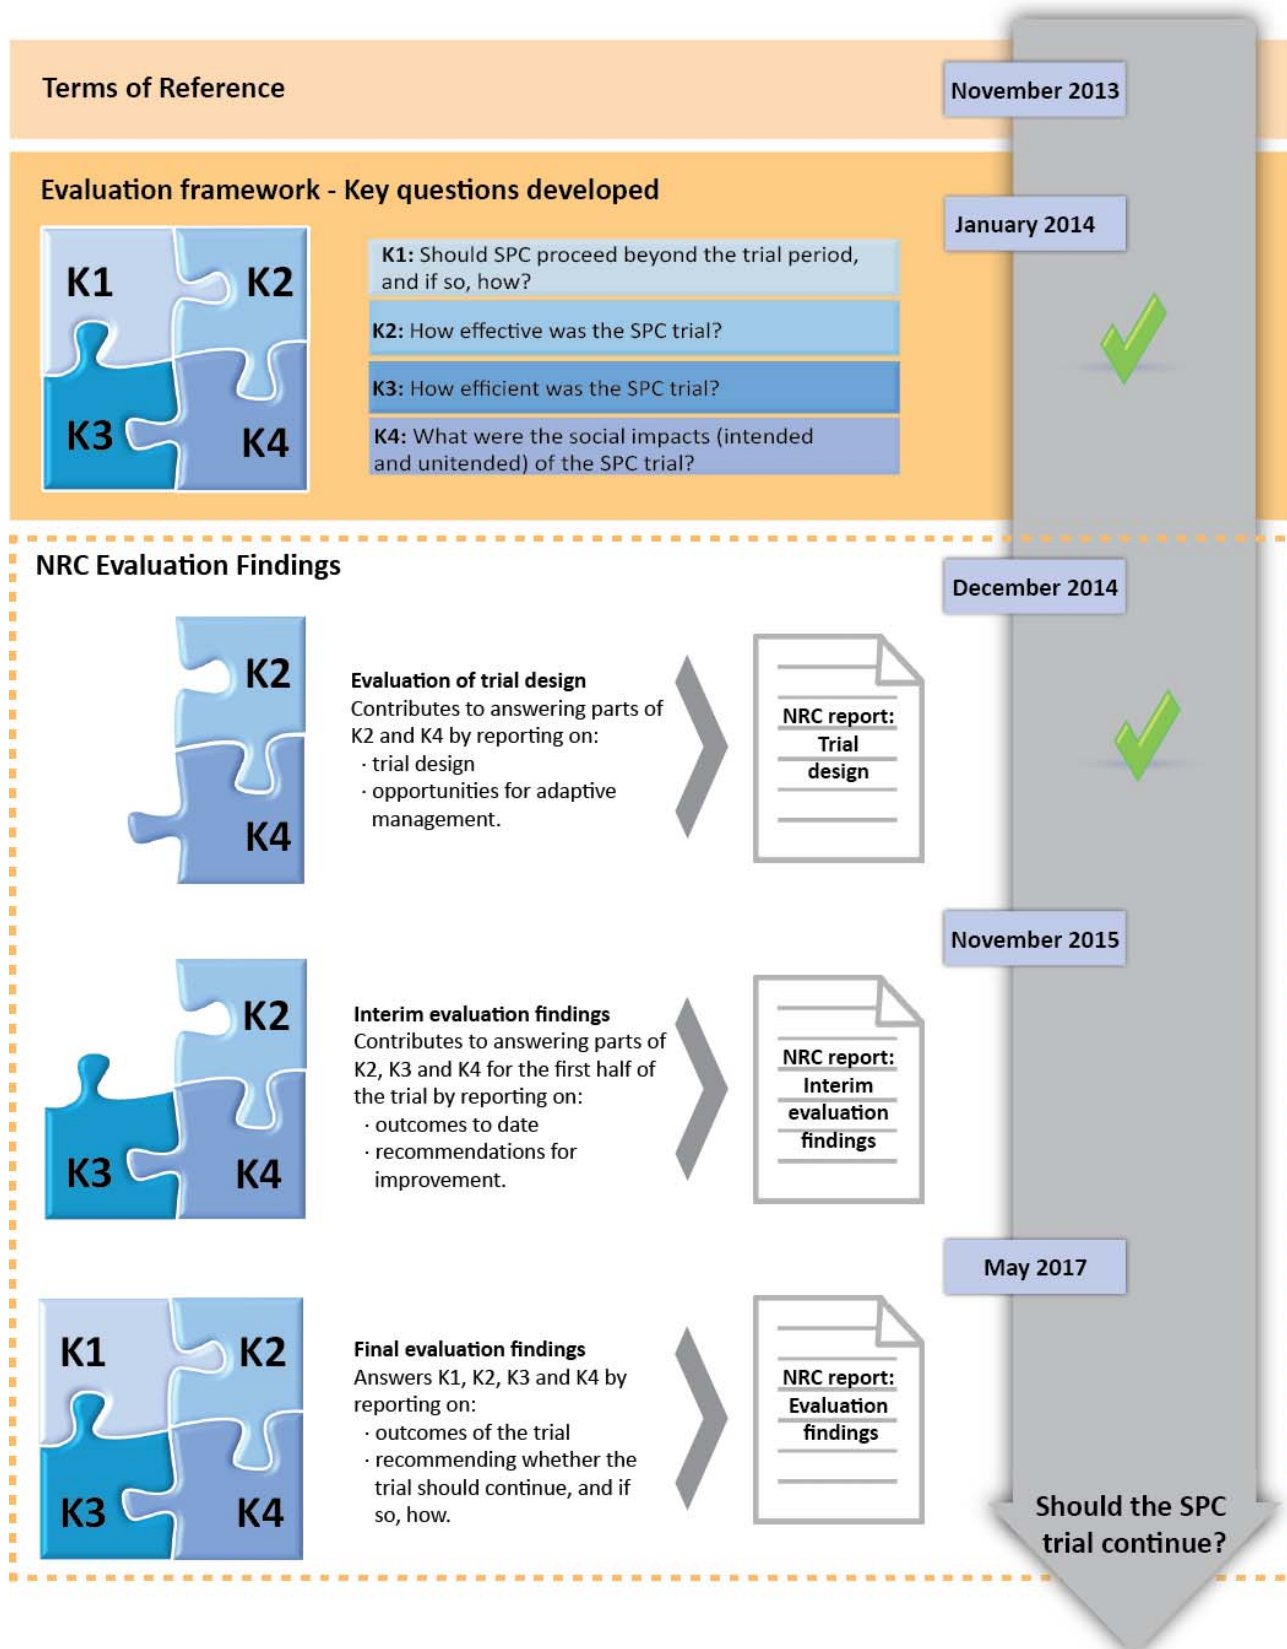 Terms of Reference
November 2013
Evaluation framework - Key questions developed
January 2014
K1
K2
K3
K4
K1: Should SPC proceed beyond the trial period,
and if so, how?
K2: How effective was the SPC trial?
K3: How efficient was the SPC trial?
K4: What were the social impacts (intended
and unitended) of the SPC trial?
NRC Evaluation Findings
December 2014
K2
K4
Evaluation of trial design
Contributes to answering parts of
K2 and K4 by reporting on:
· trial design
· opportunities for adaptive
management.
NRC report:
Trial
design
November 2015
K2
K3
K4
Interim evaluation findings
Contributes to answering parts of
K2, K3 and K4 for the first half of
the trial by reporting on:
· outcomes to date
· recommendations for
improvement.
NRC report:
Interim
evaluation
findings
May 2017
K1
K2
K3
K4
Final evaluation findings
Answers K1, K2, K3 and K4 by
reporting on:
· outcomes of the trial
· recommending whether the
trial should continue, and if
so, how.
NRC report:
Evaluation
findings
Should the SPC
trial continue?